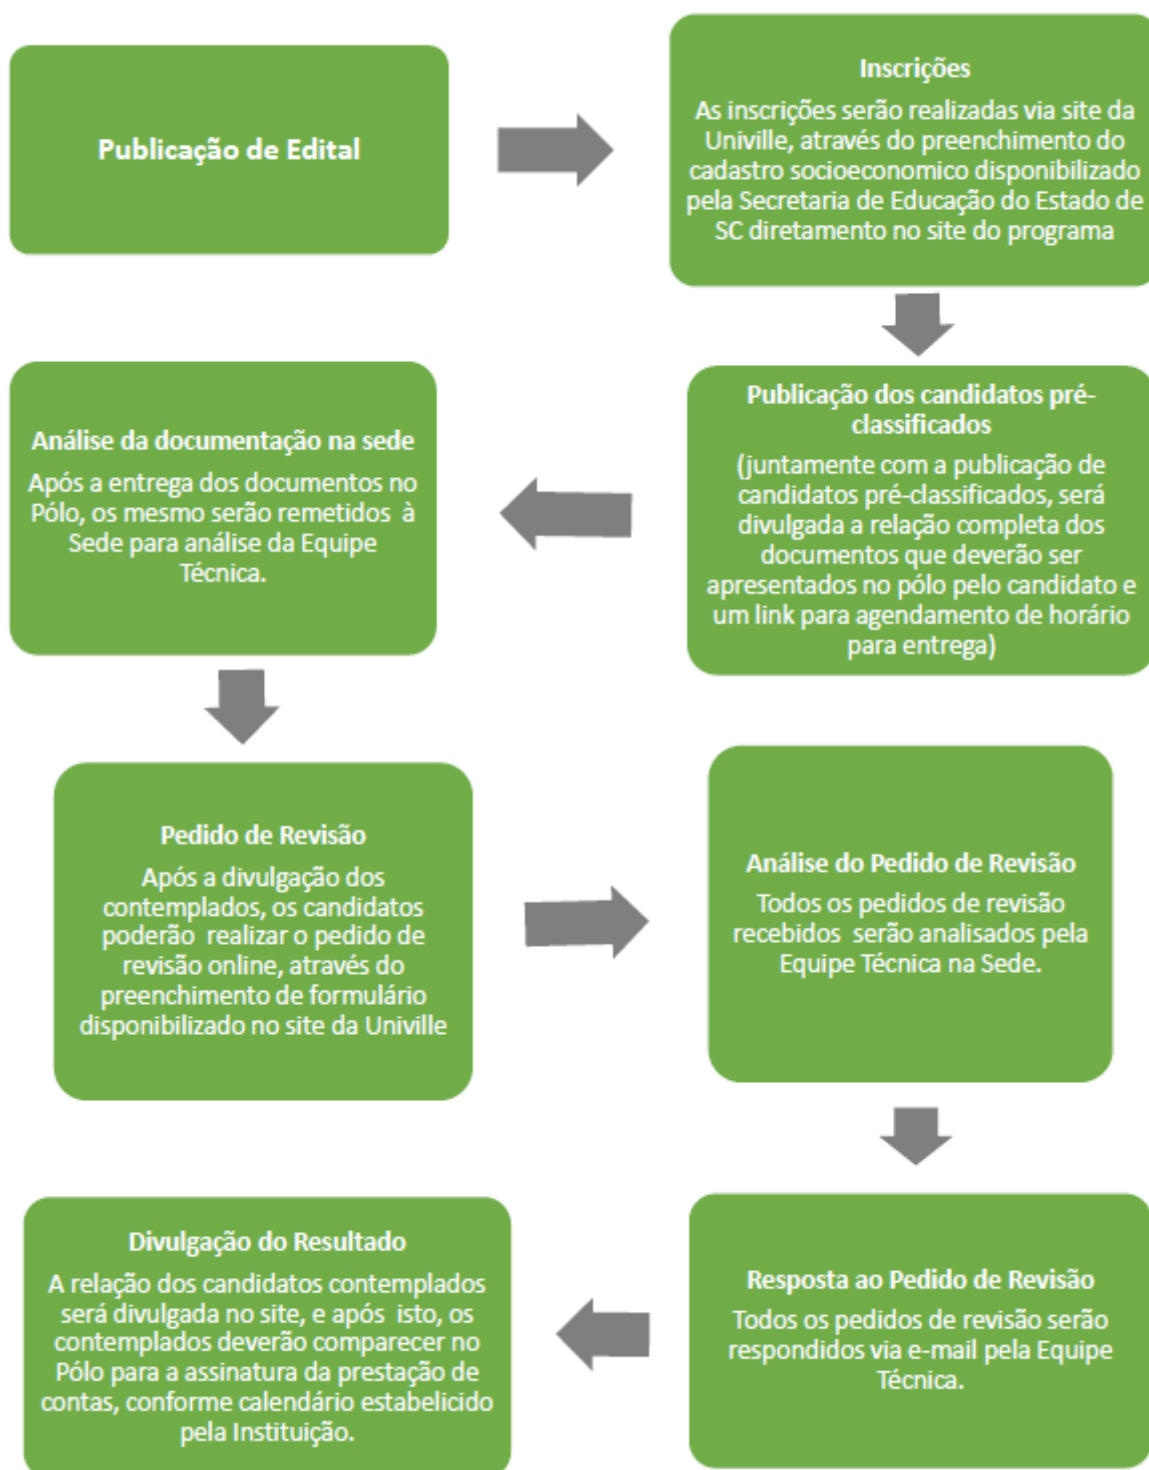 Publicação de Edital
Inscrições
As inscrições serão realizadas via site da
Univille, através do preenchimento do
cadastro socioeconomico disponibilizado
pela Secretaria de Educação do Estado de
SC diretamento no site do programa
Publicação dos candidatos pré-
classificados
(juntamente com a publicação de
candidatos pré-classificados, será
divulgada a relação completa dos
documentos que deverão ser
apresentados no pólo pelo candidato e
um link para agendamento de horário
para entrega)
Análise da documentação na sede
Após a entrega dos documentos no
Pólo, os mesmo serão remetidos à
Sede para análise da Equipe
Técnica.
Pedido de Revisão
Após a divulgação dos
contemplados, os candidatos
poderão realizar o pedido de
revisão online, através do
preenchimento de formulário
disponibilizado no site da Univille
Análise do Pedido de Revisão
Todos os pedidos de revisão
recebidos serão analisados pela
Equipe Técnica na Sede.
Resposta ao Pedido de Revisão
Todos os pedidos de revisão serão
respondidos via e-mail pela Equipe
Técnica.
Divulgação do Resultado
A relação dos candidatos contemplados
será divulgada no site, e após isto, os
contemplados deverão comparecer no
Pólo para a assinatura da prestação de
contas, conforme calendário estabelicido
pela Instituição.